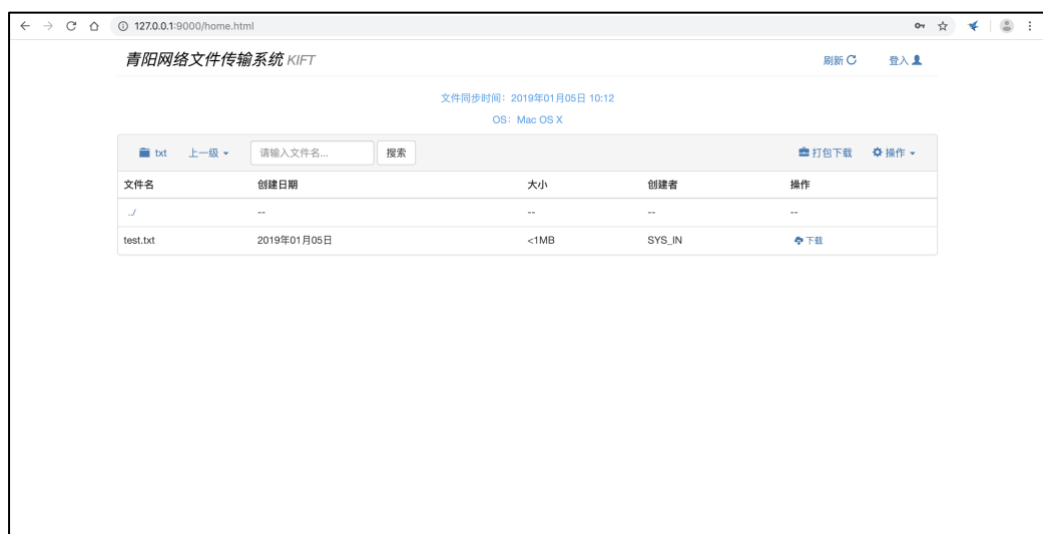 127.0.0.1:9000/home.html
青阳网络文件传输系统 KIFT 刷新 登入
文件同步时间：2019年01月05日 10:12
OS：Mac OS X
txt 上一级 请输入文件名... 搜索 打包下载 操作
文件名 创建日期 大小 创建者 操作
../ -- -- -- --
test.txt 2019年01月05日 <1MB SYS_IN 下载